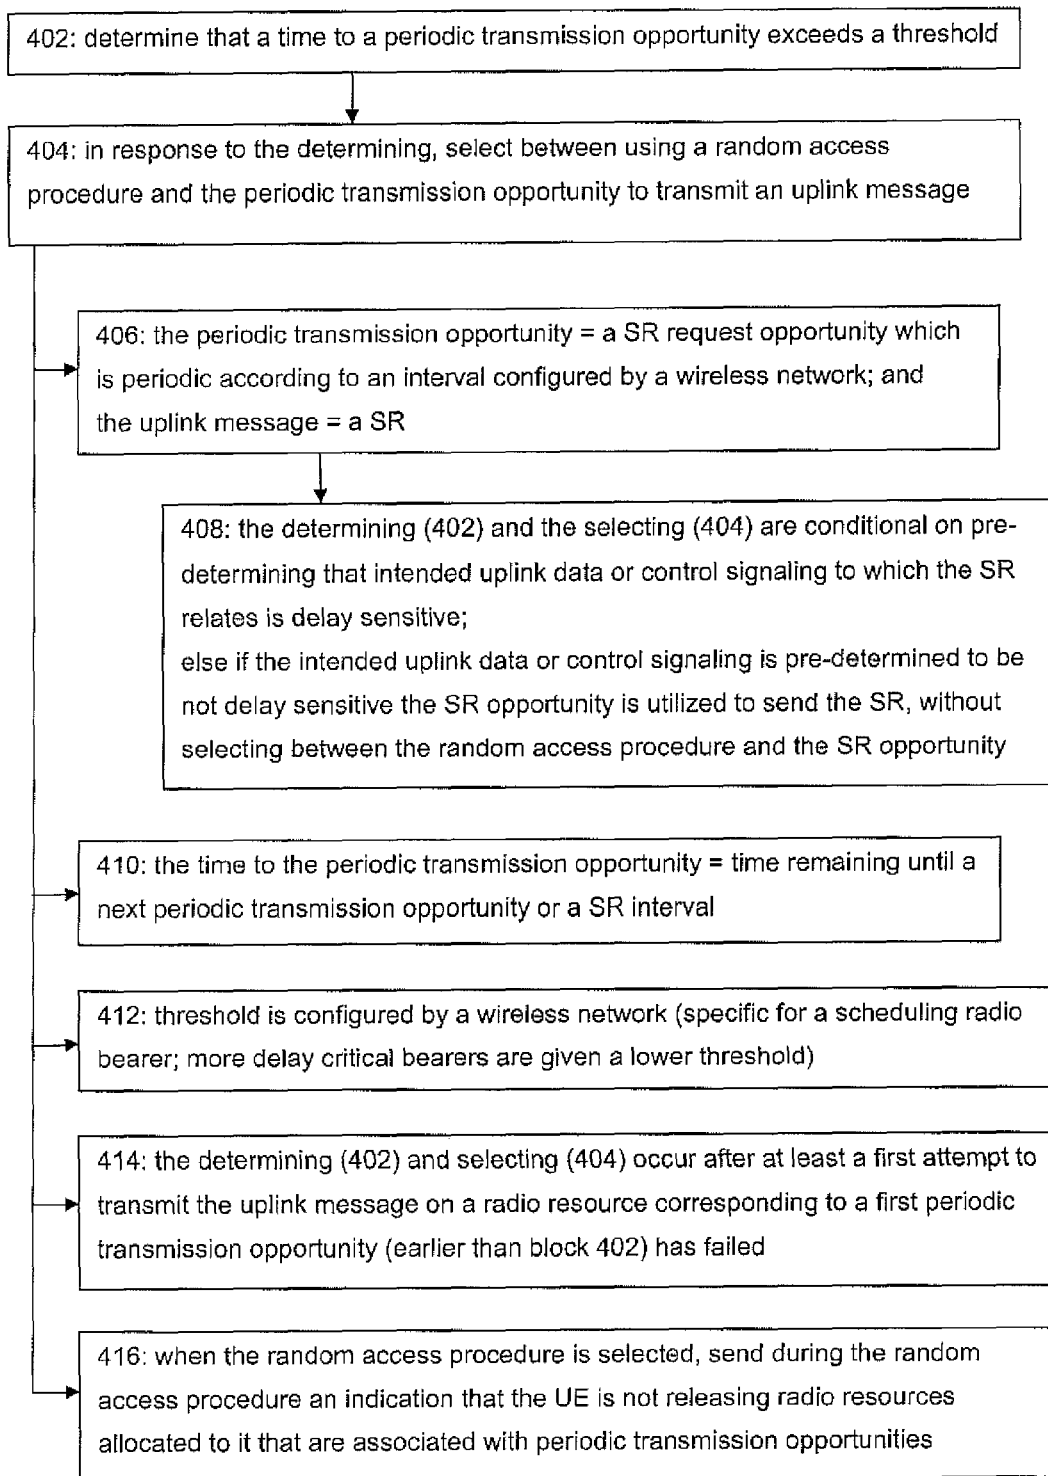 402: determine that a time to a periodic transmission opportunity exceeds a threshold
404: in response to the determining, select between using a random access
procedure and the periodic transmission opportunity to transmit an uplink message
406: the periodic transmission opportunity = a SR request opportunity which
is periodic according to an interval configured by a wireless network; and
the uplink message = a SR
408: the determining (402) and the selecting (404) are conditional on pre-
determining that intended uplink data or control signaling to which the SR
relates is delay sensitive;
else if the intended uplink data or control signaling is pre-determined to be
not delay sensitive the SR opportunity is utilized to send the SR, without
selecting between the random access procedure and the SR opportunity
410: the time to the periodic transmission opportunity = time remaining until a
next periodic transmission opportunity or a SR interval
412: threshold is configured by a wireless network (specific for a scheduling radio
bearer; more delay critical bearers are given a lower threshold)
414: the determining (402) and selecting (404) occur after at least a first attempt to
transmit the uplink message on a radio resource corresponding to a first periodic
transmission opportunity (earlier than block 402) has failed
416: when the random access procedure is selected, send during the random
access procedure an indication that the UE is not releasing radio resources
allocated to it that are associated with periodic transmission opportunities